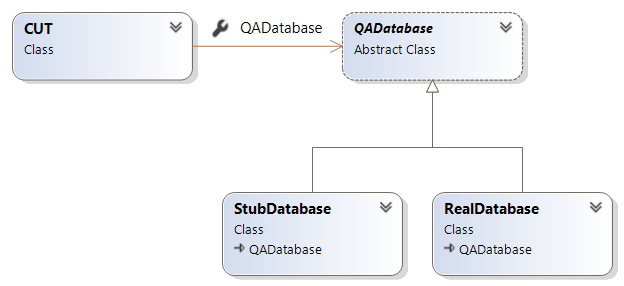 CUT
Class
QADatabase
QADatabase
Abstract Class
StubDatabase
Class
QADatabase
RealDatabase
Class
QADatabase